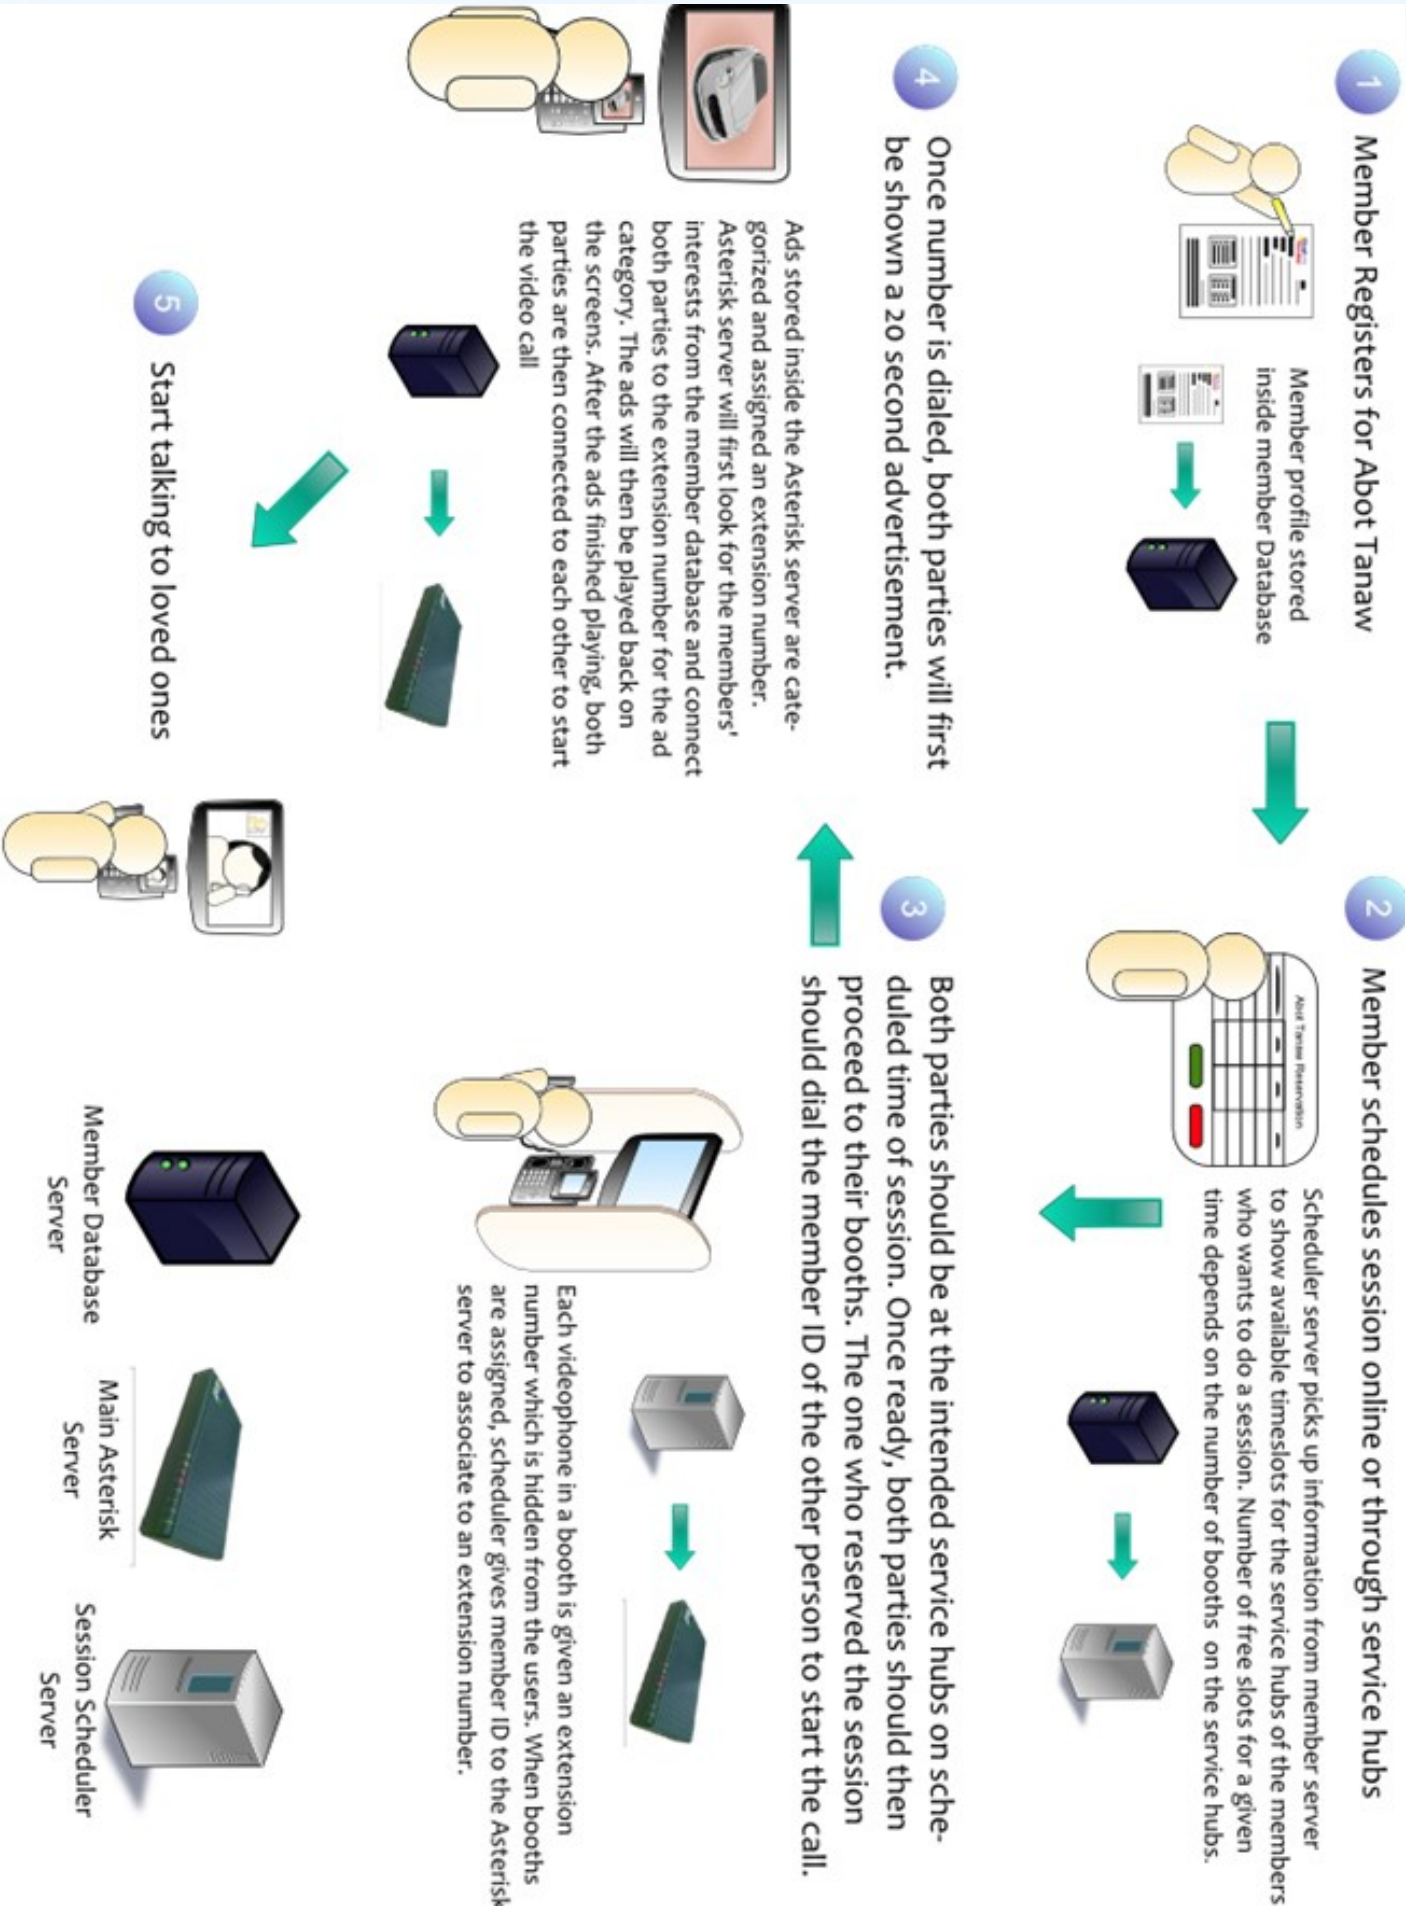 1
Member Registers for Abot Tanaw
Member profile stored
inside member Database
2
Member schedules session online or through service hubs
Abot Tanaw Reservation
Scheduler server picks up information from member server
to show available timeslots for the service hubs of the members
who wants to do a session. Number of free slots for a given
time depends on the number of booths on the service hubs.
3
Both parties should be at the intended service hubs on sche-
duled time of session. Once ready, both parties should then
proceed to their booths. The one who reserved the session
should dial the member ID of the other person to start the call.
Each videophone in a booth is given an extension
number which is hidden from the users. When booths
are assigned, scheduler gives member ID to the Asterisk
server to associate to an extension number.
4
Once number is dialed, both parties will first
be shown a 20 second advertisement.
Ads stored inside the Asterisk server are cate-
gorized and assigned an extension number.
Asterisk server will first look for the members'
interests from the member database and connect
both parties to the extension number for the ad
category. The ads will then be played back on
the screens. After the ads finished playing, both
parties are then connected to each other to start
the video call
5
Start talking to loved ones
Member Database
Server
Main Asterisk
Server
Session Scheduler
Server